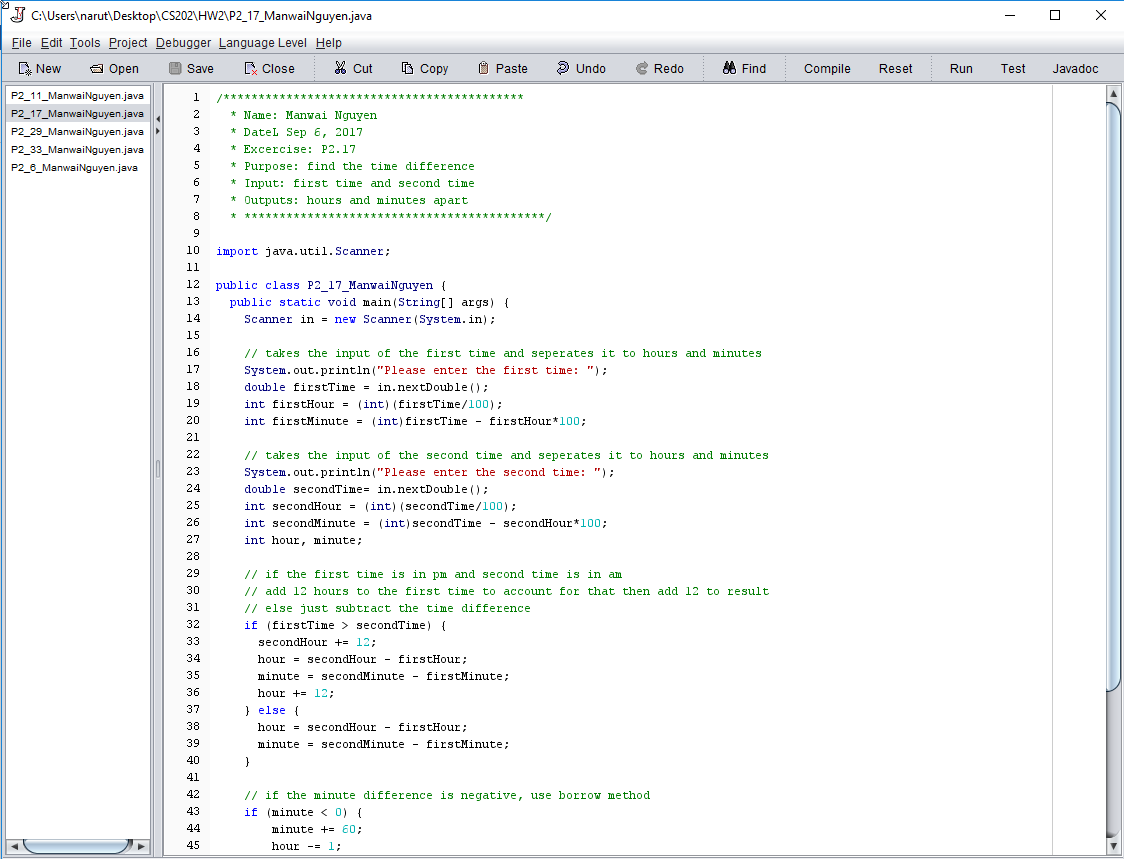 C:\Users\narut\Desktop\CS202\HW2\P2_17_ManwaiNguyen.java
File Edit Tools Project Debugger Language Level Help
New Open Save Close Cut Copy Paste Undo Redo Find Compile Reset Run Test Javadoc
P2_11_ManwaiNguyen.java
P2_17_ManwaiNguyen.java
P2_29_ManwaiNguyen.java
P2_33_ManwaiNguyen.java
P2_6_ManwaiNguyen.java
1 /*******************************************
2   * Name: Manwai Nguyen
3   * DateL Sep 6, 2017
4   * Excercise: P2.17
5   * Purpose: find the time difference
6   * Input: first time and second time
7   * Outputs: hours and minutes apart
8   * *******************************************/
9
10 import java.util.Scanner;
11
12 public class P2_17_ManwaiNguyen {
13   public static void main(String[] args) {
14     Scanner in = new Scanner(System.in);
15
16     // takes the input of the first time and seperates it to hours and minutes
17     System.out.println("Please enter the first time: ");
18     double firstTime = in.nextDouble();
19     int firstHour = (int)(firstTime/100);
20     int firstMinute = (int)firstTime - firstHour*100;
21
22     // takes the input of the second time and seperates it to hours and minutes
23     System.out.println("Please enter the second time: ");
24     double secondTime= in.nextDouble();
25     int secondHour = (int)(secondTime/100);
26     int secondMinute = (int)secondTime - secondHour*100;
27     int hour, minute;
28
29     // if the first time is in pm and second time is in am
30     // add 12 hours to the first time to account for that then add 12 to result
31     // else just subtract the time difference
32     if (firstTime > secondTime) {
33       secondHour += 12;
34       hour = secondHour - firstHour;
35       minute = secondMinute - firstMinute;
36       hour += 12;
37     } else {
38       hour = secondHour - firstHour;
39       minute = secondMinute - firstMinute;
40     }
41
42     // if the minute difference is negative, use borrow method
43     if (minute < 0) {
44         minute += 60;
45         hour -= 1;